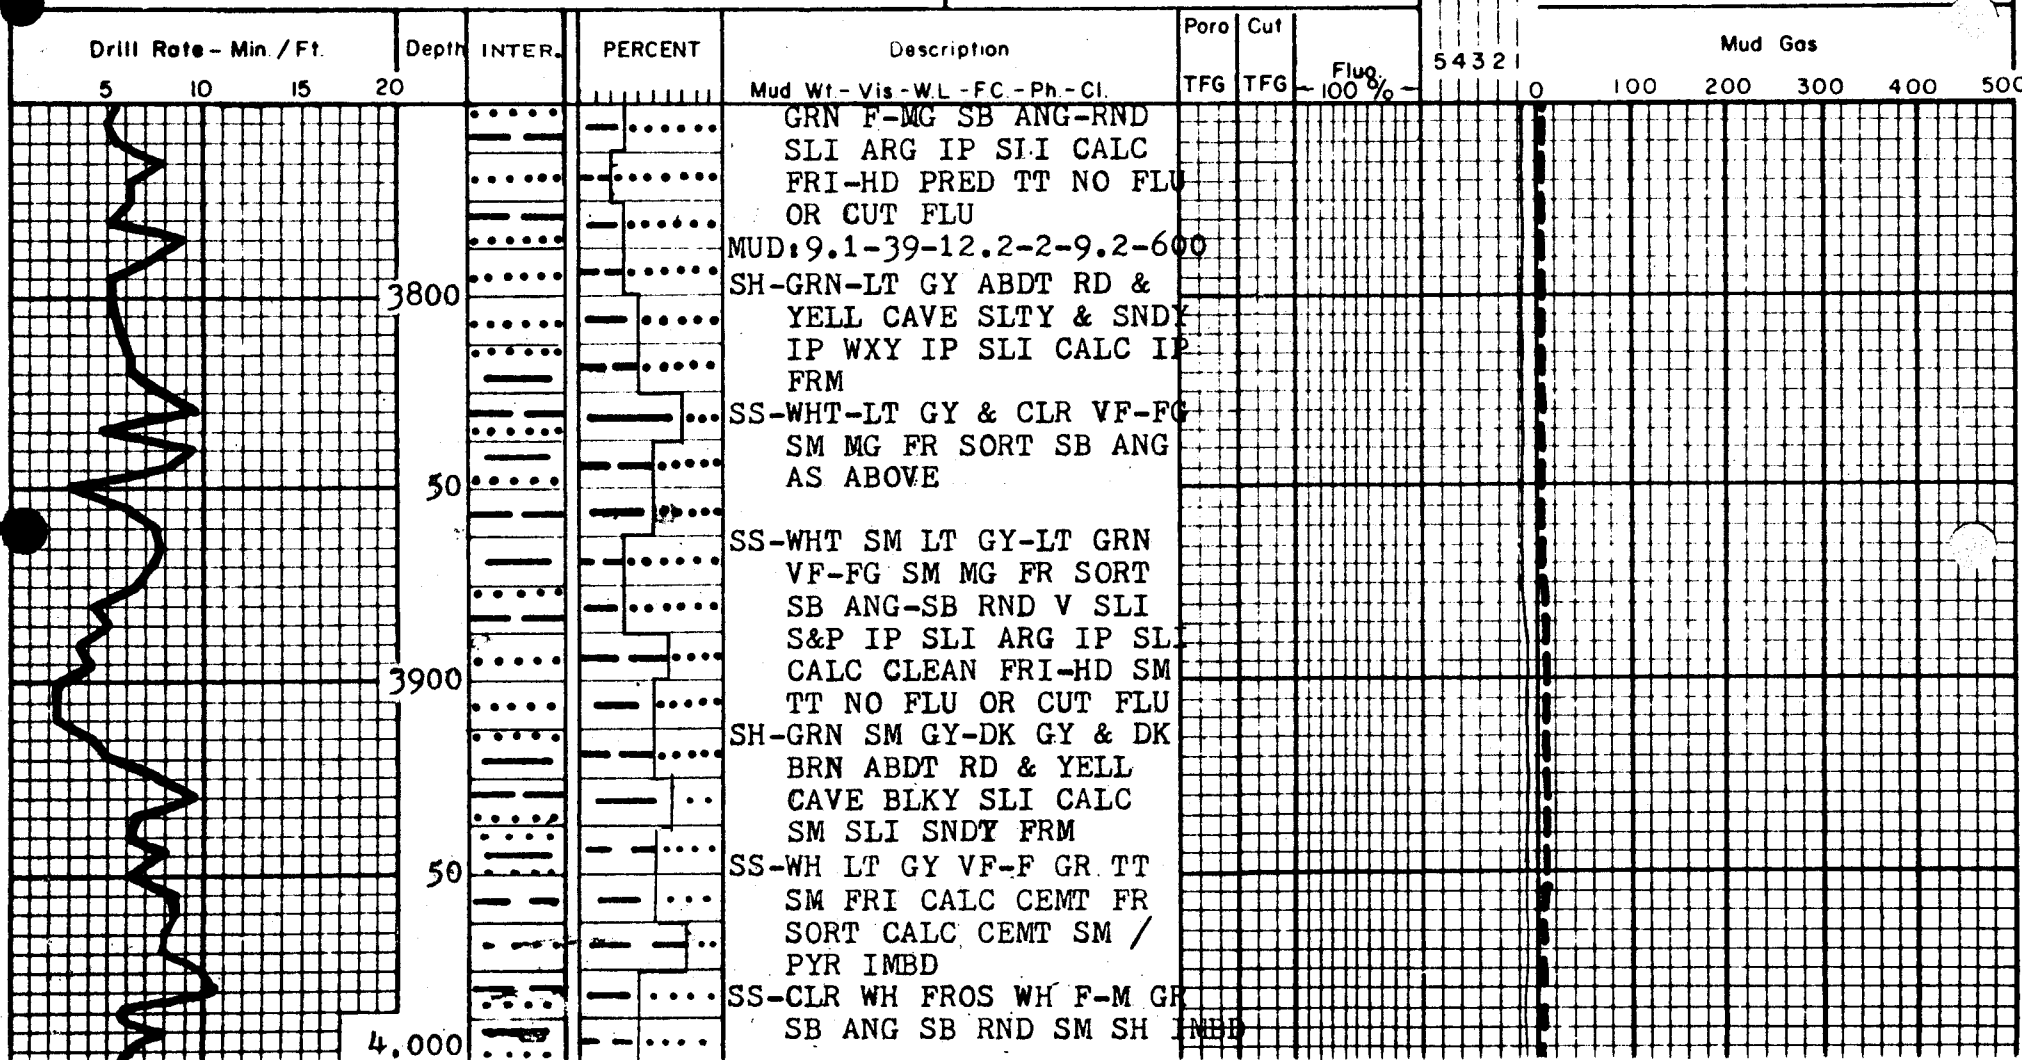 Drill Rate - Min. / Ft.
5 10 15 20
Depth
INTER.
PERCENT
Description
Mud Wt.- Vis.-W.L -F.C.- Ph.-Cl.
Poro Cut
TFG TFG
Fluo.
100 %
5 4 3 2 1
Mud Gas
0 100 200 300 400 500
GRN F-MG SB ANG-RND
SLI ARG IP SLI CALC
FRI-HD PRED TT NO FLU
OR CUT FLU
MUD:9.1-39-12.2-2-9.2-600
SH-GRN-LT GY ABDT RD &
3800
YELL CAVE SLTY & SNDY
IP WXY IP SLI CALC IP
FRM
SS-WHT-LT GY & CLR VF-FG
SM MG FR SORT SB ANG
AS ABOVE
50
SS-WHT SM LT GY-LT GRN
VF-FG SM MG FR SORT
SB ANG-SB RND V SLI
S&P IP SLI ARG IP SLI
CALC CLEAN FRI-HD SM
3900
TT NO FLU OR CUT FLU
SH-GRN SM GY-DK GY & DK
BRN ABDT RD & YELL
CAVE BLKY SLI CALC
SM SLI SNDY FRM
SS-WH LT GY VF-F GR TT
50
SM FRI CALC CEMT FR
SORT CALC CEMT SM /
PYR IMBD
SS-CLR WH FROS WH F-M GR
SB ANG SB RND SM SH IMBD
4,000